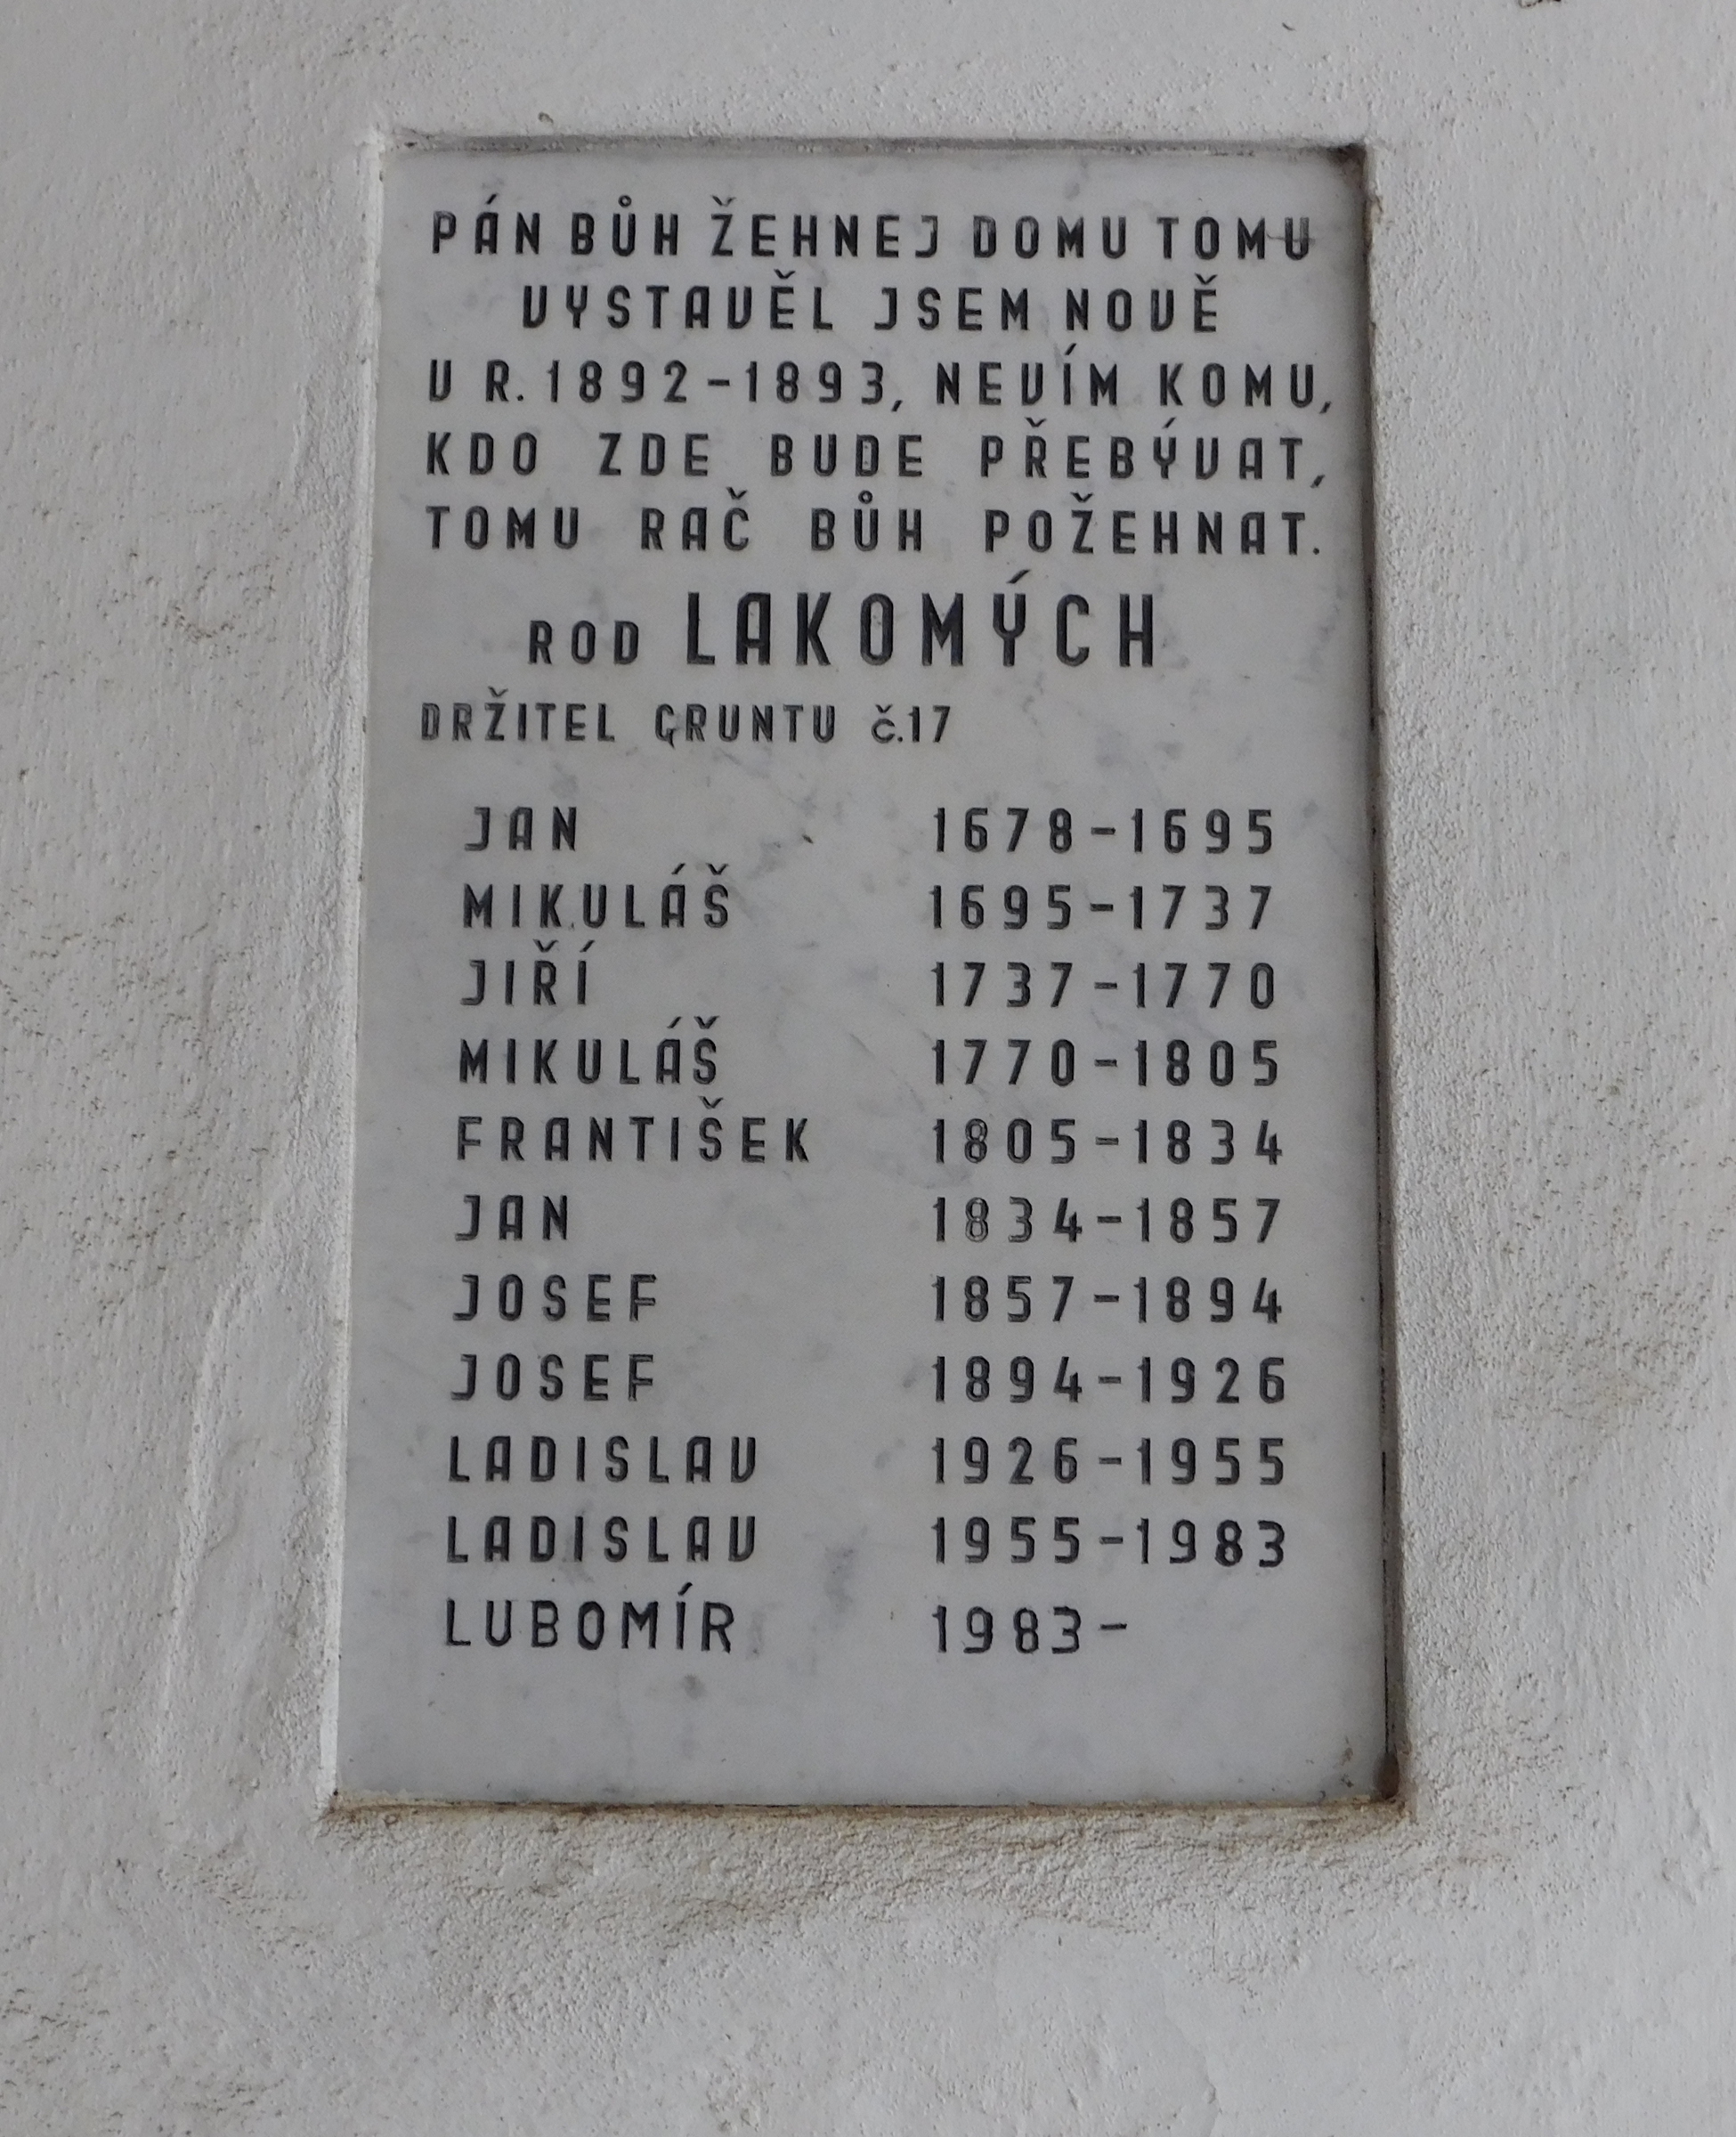 PÁN BŮH ŽEHNEJ DOMU TOMU
VYSTAVĚL JSEM NOVĚ
V R. 1892-1893, NEVÍM KOMU,
KDO ZDE BUDE PŘEBÝVAT,
TOMU RAČ BŮH POŽEHNAT.
ROD LAKOMÝCH
DRŽITEL GRUNTU č.17
JAN 1678-1695
MIKULÁŠ 1695-1737
JIŘÍ 1737-1770
MIKULÁŠ 1770-1805
FRANTIŠEK 1805-1834
JAN 1834-1857
JOSEF 1857-1894
JOSEF 1894-1926
LADISLAV 1926-1955
LADISLAV 1955-1983
LUBOMÍR 1983-